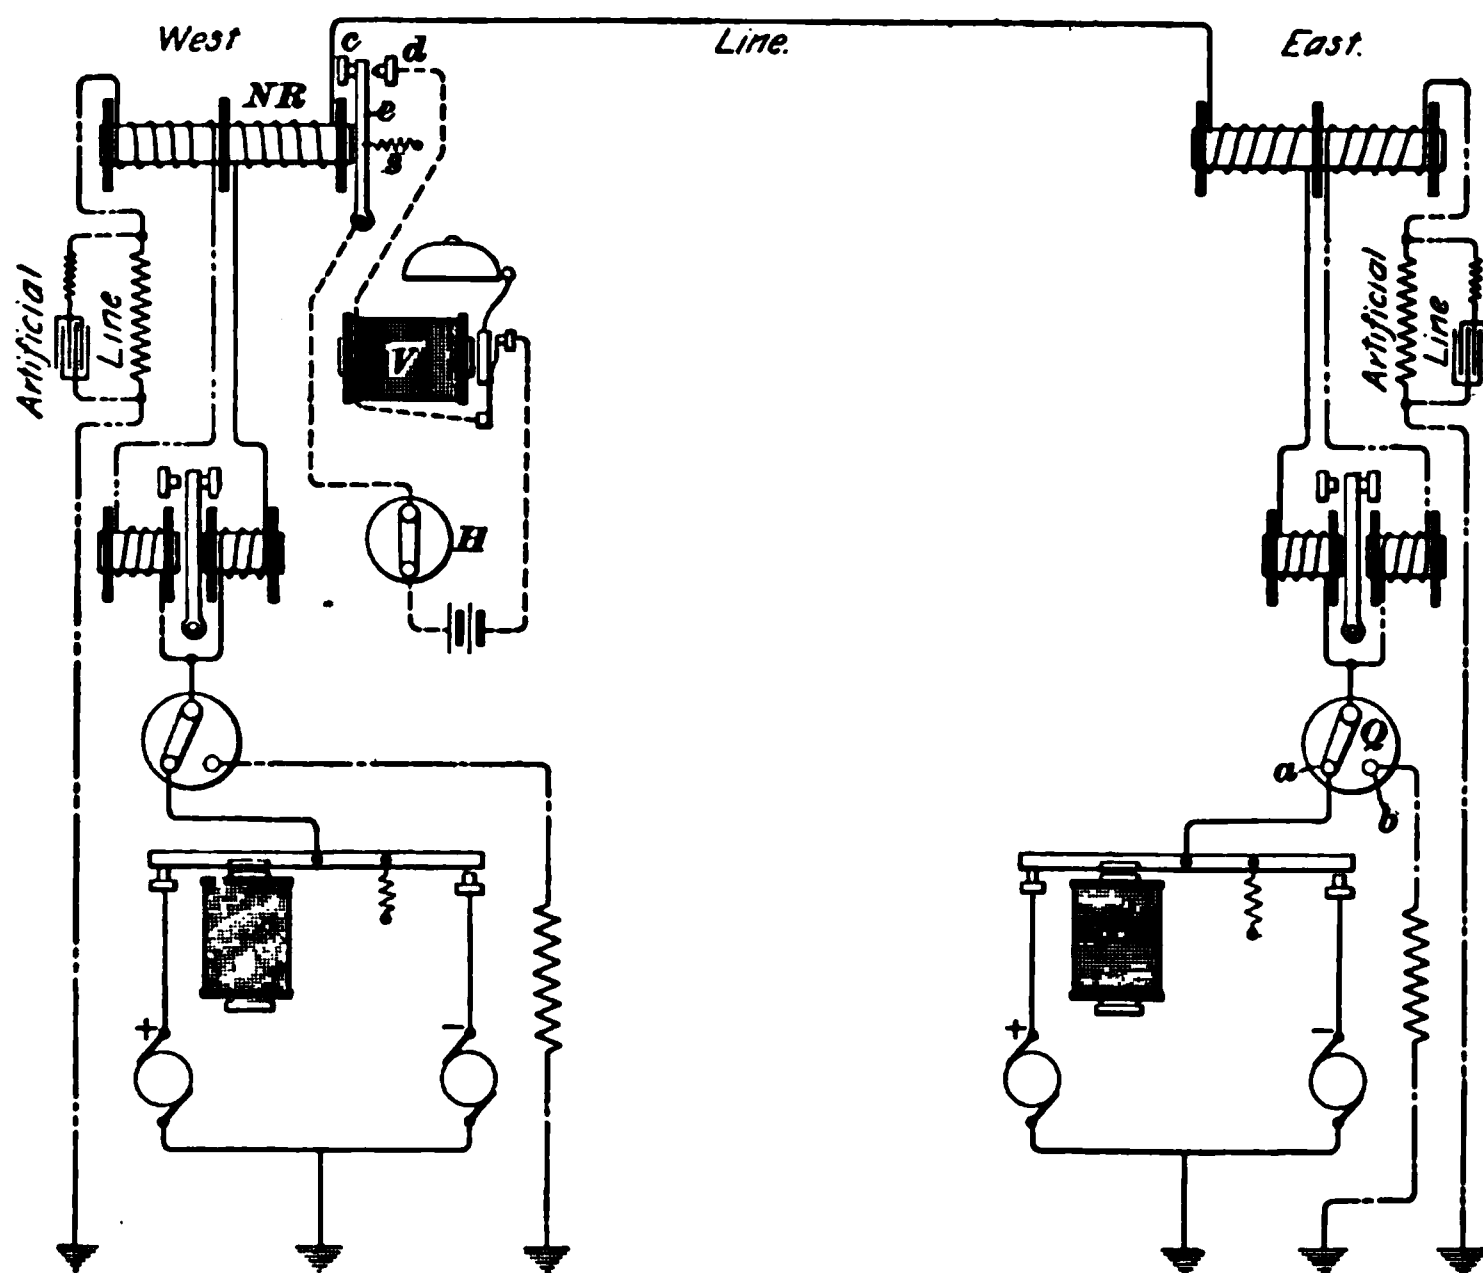 West
Line.
East.
c
d
NR
e
s
Artificial
Line
V
H
Artificial
Line
Q
a
b
+
−
+
−